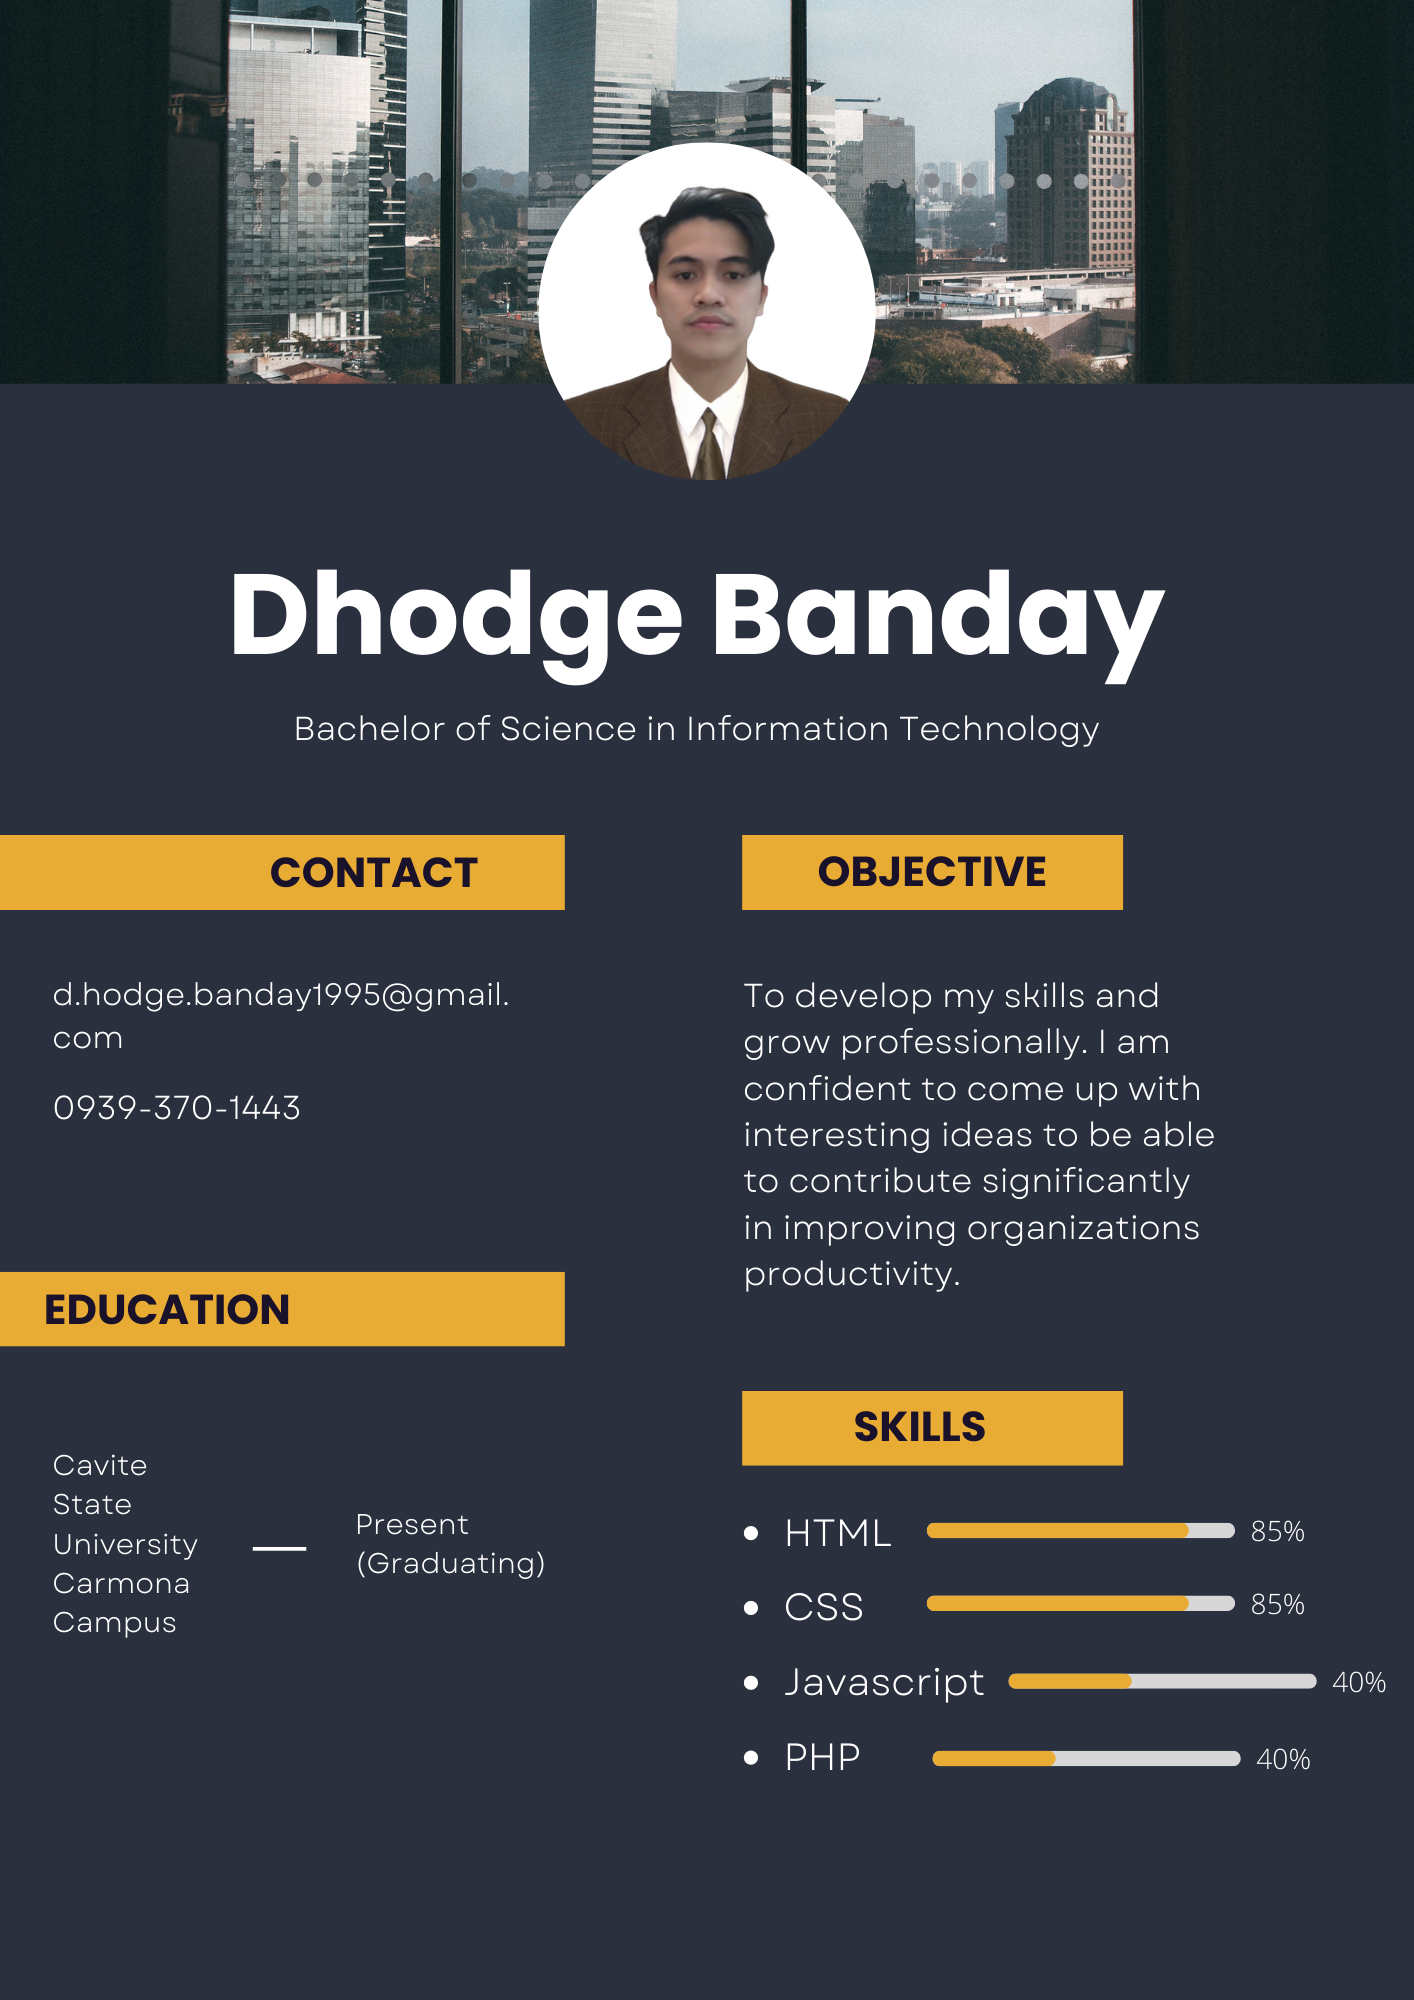 Dhodge Banday
Bachelor of Science in Information Technology
CONTACT
d.hodge.banday1995@gmail.
com
0939-370-1443
EDUCATION
Cavite
State
University
Carmona
Campus
Present
(Graduating)
OBJECTIVE
To develop my skills and
grow professionally. I am
confident to come up with
interesting ideas to be able
to contribute significantly
in improving organizations
productivity.
SKILLS
HTML 85%
CSS 85%
Javascript 40%
PHP 40%